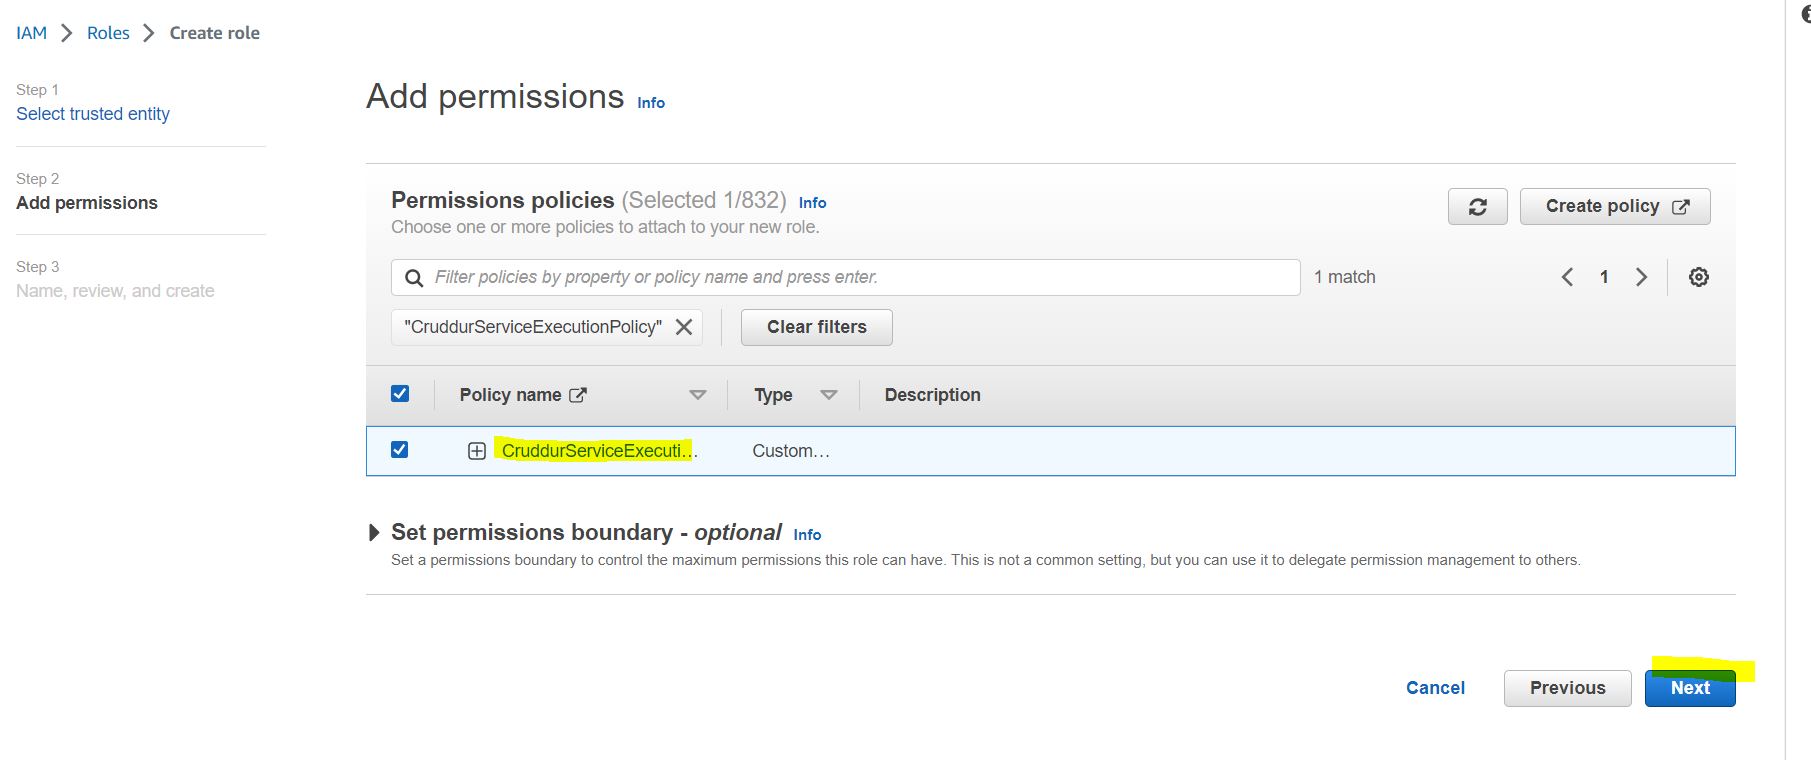 IAM > Roles > Create role
Step 1
Select trusted entity
Step 2
Add permissions
Step 3
Name, review, and create
Add permissions Info
Permissions policies (Selected 1/832) Info
Choose one or more policies to attach to your new role.
Create policy
Filter policies by property or policy name and press enter.
1 match
1
"CruddurServiceExecutionPolicy"
Clear filters
Policy name Type Description
CruddurServiceExecuti... Custom...
Set permissions boundary - optional Info
Set a permissions boundary to control the maximum permissions this role can have. This is not a common setting, but you can use it to delegate permission management to others.
Cancel Previous Next